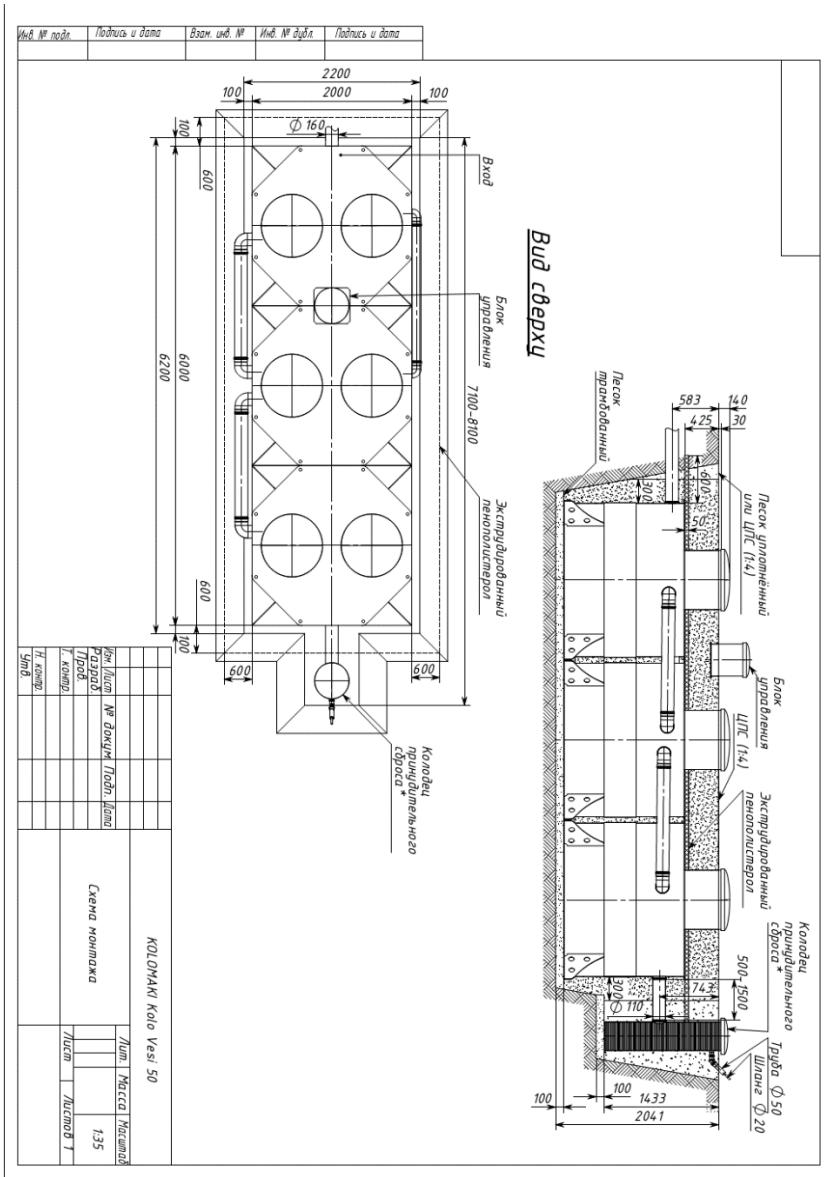 Инв. № подл.
Подпись и дата
Взам. инв. №
Инв. № дубл.
Подпись и дата
2200
100
2000
100
100
Ø 160
600
Вход
Блок
управления
Вид сверху
6000
6200
7100-8100
Экструдированный
пенополистерол
600
100
600
600
Колодец
принудительного
сброса*
Песок
трамбованный
583
140
425
30
600
300
50
Песок уплотнённый
или ЦПС (1:4)
Блок
управления
ЦПС (1:4)
Экструдированный
пенополистерол
Колодец
принудительного
сброса*
500-1500
743
300
Ø 110
Труба Ø 50
Шланг Ø 20
100
100
1433
2041
KOLOMAKI Kolo Vesi 50
Изм. Лист № докум. Подп. Дата
Разраб.
Пров.
Т. контр.
Н. контр.
Утв.
Схема монтажа
Лит. Масса Масштаб
1:35
Лист Листов 1